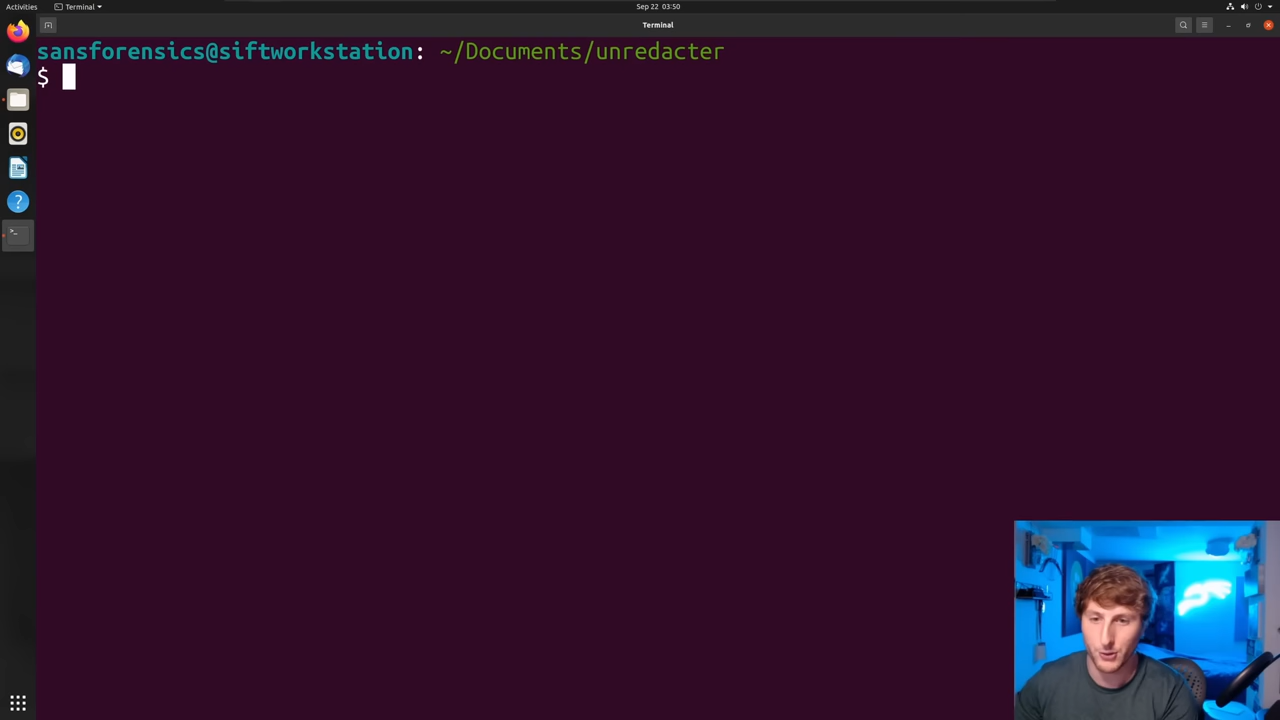 Activities
Terminal
Sep 22 03:50
Terminal
sansforensics@siftworkstation: ~/Documents/unredacter
$